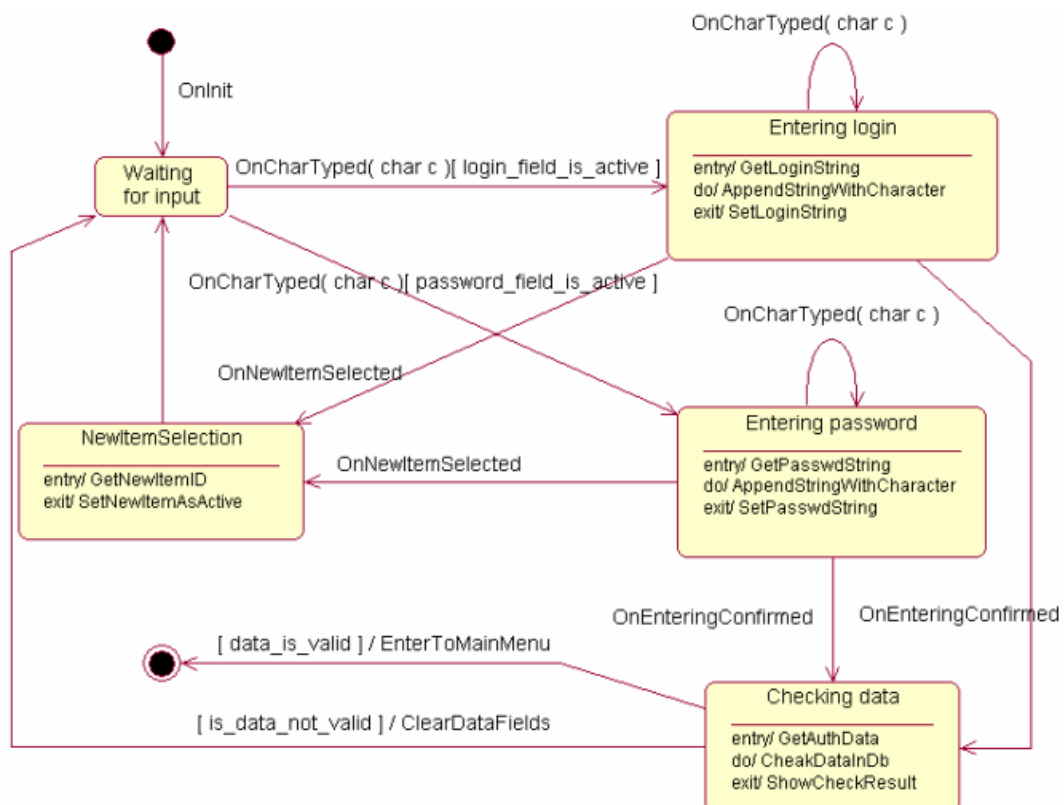 OnCharTyped( char c )
OnInit
Entering login
entry/ GetLoginString
do/ AppendStringWithCharacter
exit/ SetLoginString
Waiting
for input
OnCharTyped( char c )[ login_field_is_active ]
OnCharTyped( char c )[ password_field_is_active ]
OnCharTyped( char c )
OnNewItemSelected
NewItemSelection
entry/ GetNewItemID
exit/ SetNewItemAsActive
OnNewItemSelected
Entering password
entry/ GetPasswdString
do/ AppendStringWithCharacter
exit/ SetPasswdString
OnEnteringConfirmed
OnEnteringConfirmed
[ data_is_valid ] / EnterToMainMenu
[ is_data_not_valid ] / ClearDataFields
Checking data
entry/ GetAuthData
do/ CheakDataInDb
exit/ ShowCheckResult